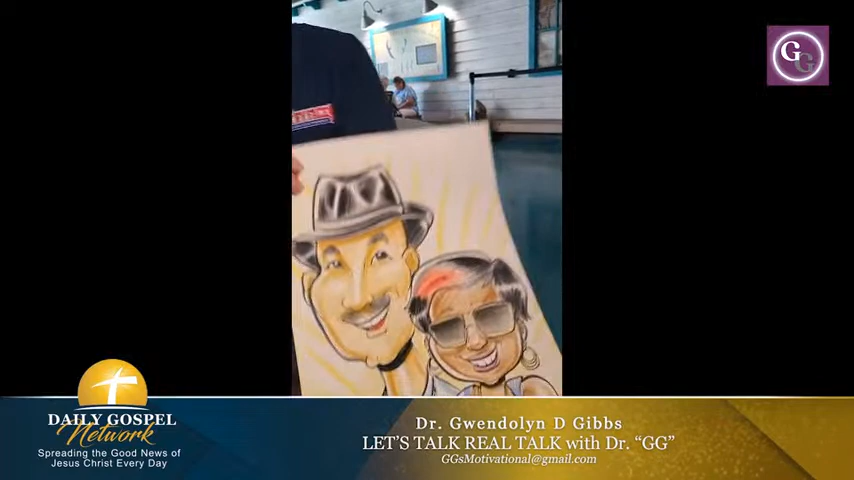 GG
DAILY GOSPEL
Network
Spreading the Good News of
Jesus Christ Every Day
Dr. Gwendolyn D Gibbs
LET'S TALK REAL TALK with Dr. “GG”
GGsMotivational@gmail.com